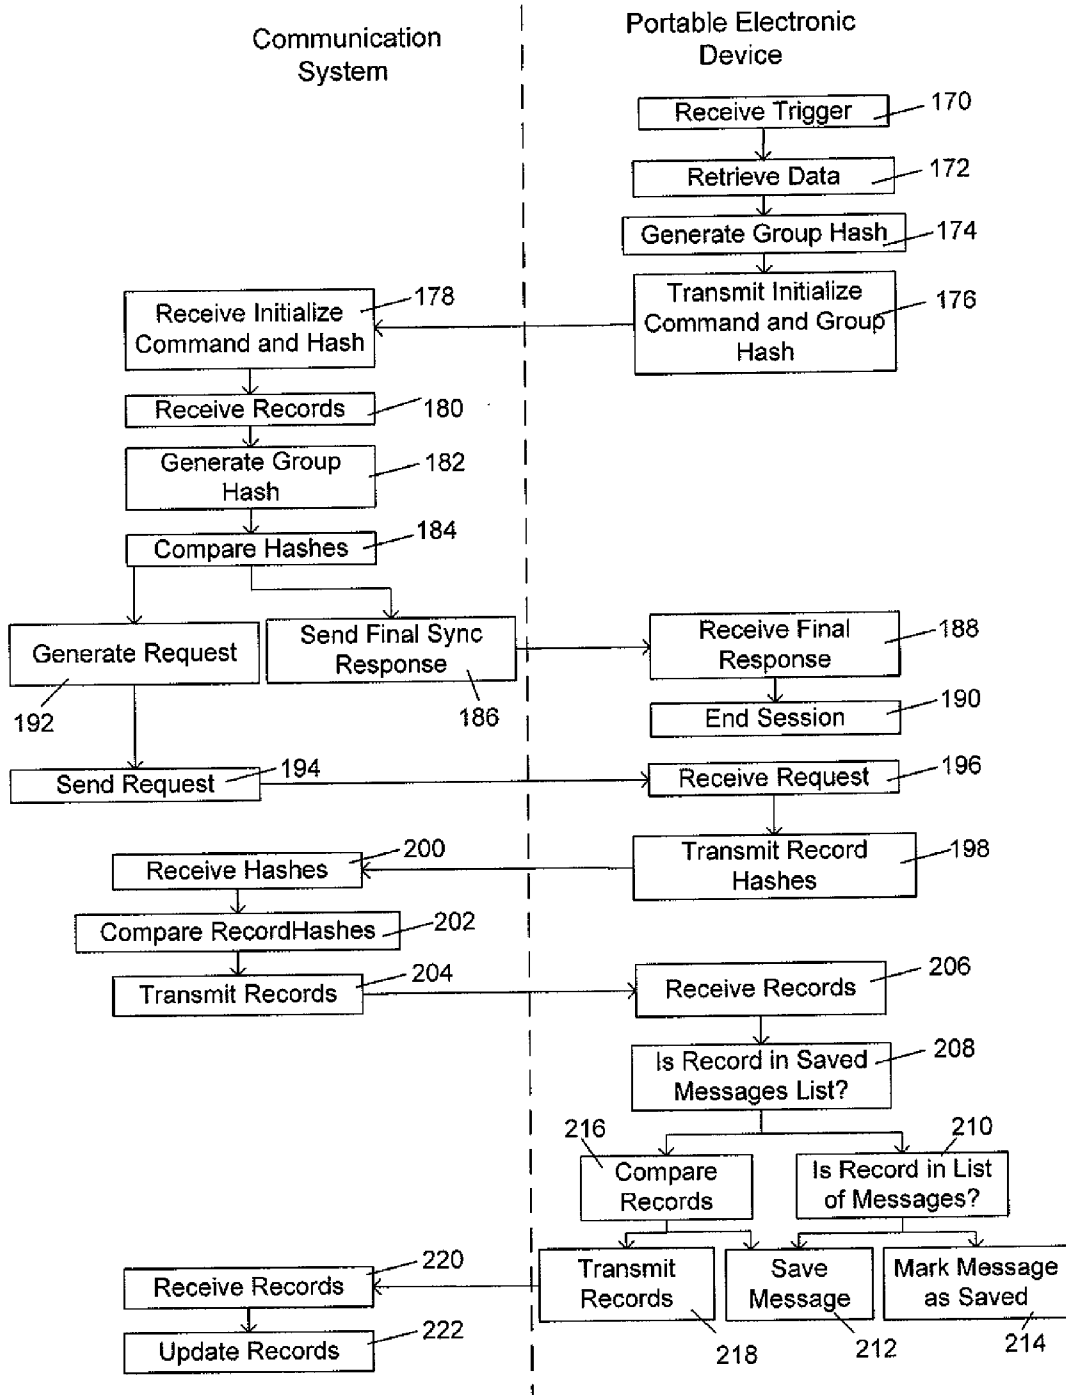 Communication
System
Portable Electronic
Device
Receive Trigger
170
Retrieve Data
172
Generate Group Hash
174
Transmit Initialize
Command and Group
Hash
176
Receive Initialize
Command and Hash
178
Receive Records
180
Generate Group
Hash
182
Compare Hashes
184
Generate Request
192
Send Final Sync
Response
186
Receive Final
Response
188
End Session
190
Send Request
194
Receive Request
196
Transmit Record
Hashes
198
Receive Hashes
200
Compare RecordHashes
202
Transmit Records
204
Receive Records
206
Is Record in Saved
Messages List?
208
216
Compare
Records
210
Is Record in List
of Messages?
Transmit
Records
218
Save
Message
212
Mark Message
as Saved
214
Receive Records
220
Update Records
222